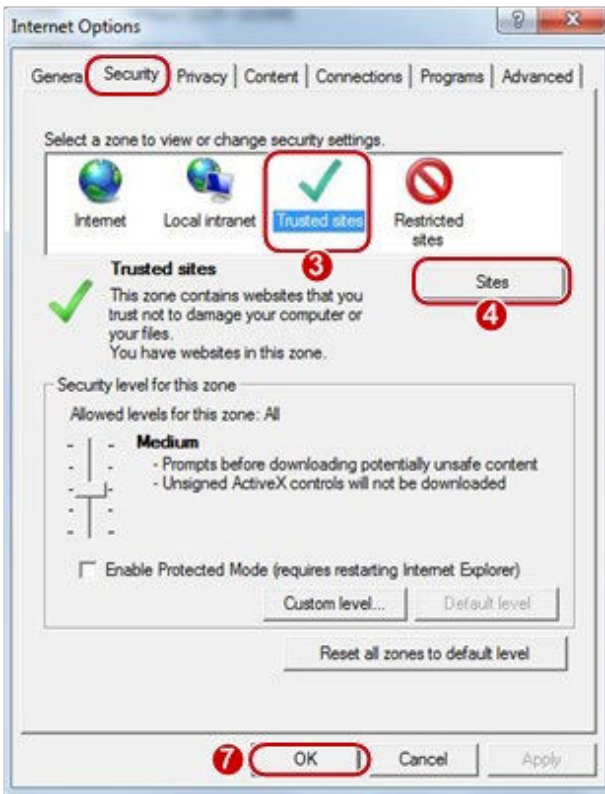 Internet Options
General Security Privacy Content Connections Programs Advanced
Select a zone to view or change security settings.
Internet Local intranet Trusted sites Restricted
sites
3
Trusted sites
Sites
4
This zone contains websites that you
trust not to damage your computer or
your files.
You have websites in this zone.
Security level for this zone
Allowed levels for this zone: All
Medium
- Prompts before downloading potentially unsafe content
- Unsigned ActiveX controls will not be downloaded
Enable Protected Mode (requires restarting Internet Explorer)
Custom level... Default level
Reset all zones to default level
7 OK Cancel Apply